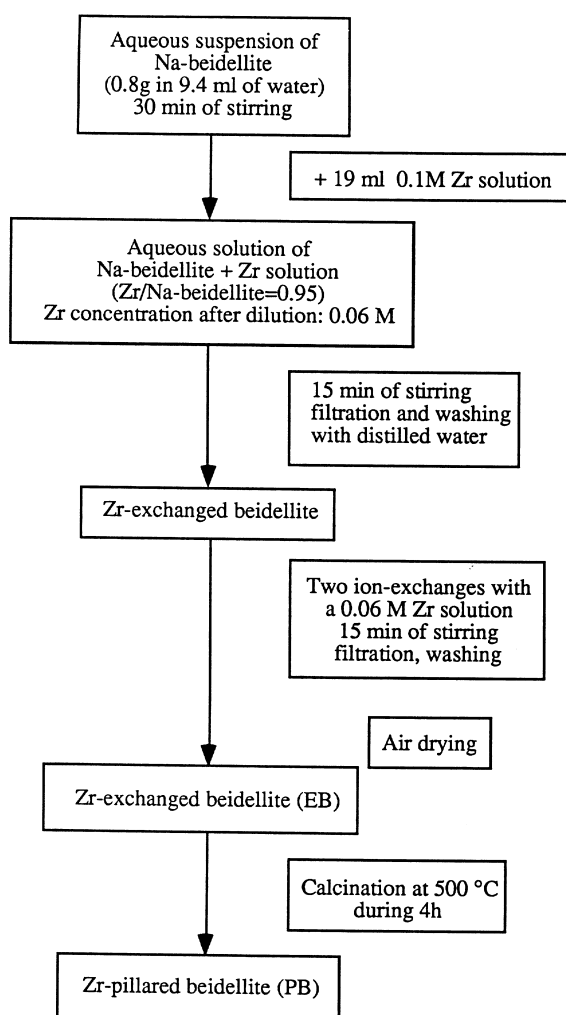 Aqueous suspension of
Na-beidellite
(0.8g in 9.4 ml of water)
30 min of stirring
+ 19 ml 0.1M Zr solution
Aqueous solution of
Na-beidellite + Zr solution
(Zr/Na-beidellite=0.95)
Zr concentration after dilution: 0.06 M
15 min of stirring
filtration and washing
with distilled water
Zr-exchanged beidellite
Two ion-exchanges with
a 0.06 M Zr solution
15 min of stirring
filtration, washing
Air drying
Zr-exchanged beidellite (EB)
Calcination at 500 °C
during 4h
Zr-pillared beidellite (PB)